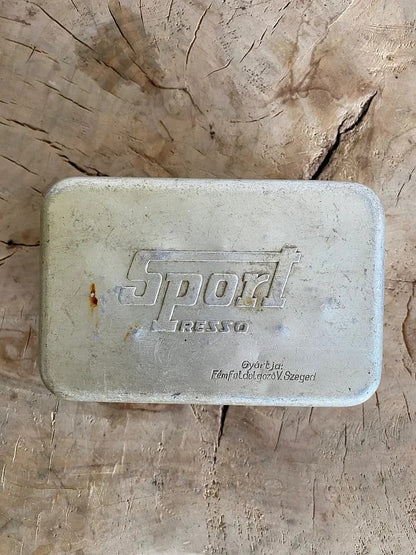 Sport
RESSO
Gyártja:
Fémfeldolgozó V. Szeged